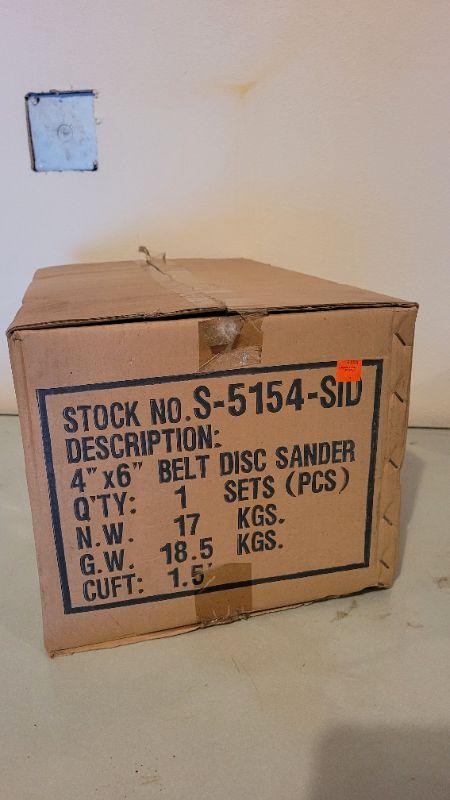 STOCK NO. S-5154-SID
DESCRIPTION:
4" x6" BELT DISC SANDER
Q'TY: 1 SETS (PCS)
N.W. 17 KGS.
G.W. 18.5 KGS.
CUFT: 1.5'